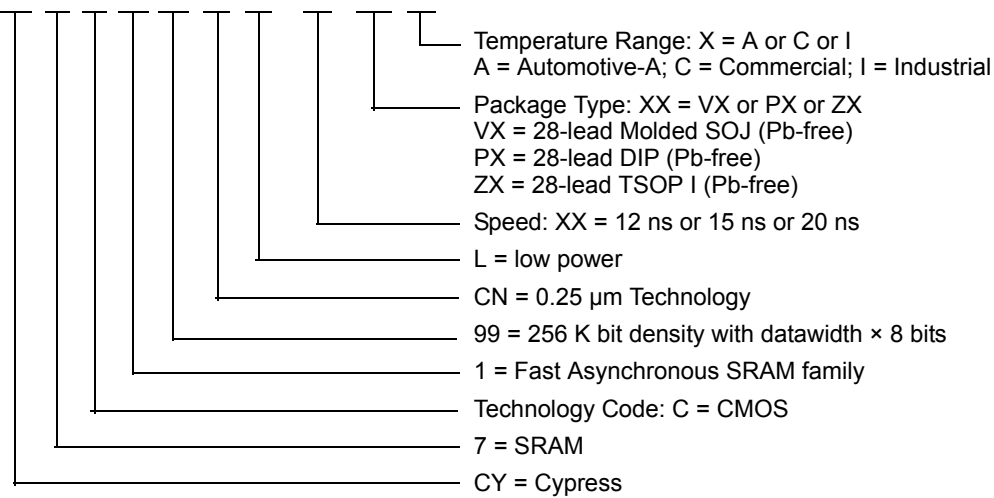 Temperature Range: X = A or C or I
A = Automotive-A; C = Commercial; I = Industrial
Package Type: XX = VX or PX or ZX
VX = 28-lead Molded SOJ (Pb-free)
PX = 28-lead DIP (Pb-free)
ZX = 28-lead TSOP I (Pb-free)
Speed: XX = 12 ns or 15 ns or 20 ns
L = low power
CN = 0.25 µm Technology
99 = 256 K bit density with datawidth × 8 bits
1 = Fast Asynchronous SRAM family
Technology Code: C = CMOS
7 = SRAM
CY = Cypress